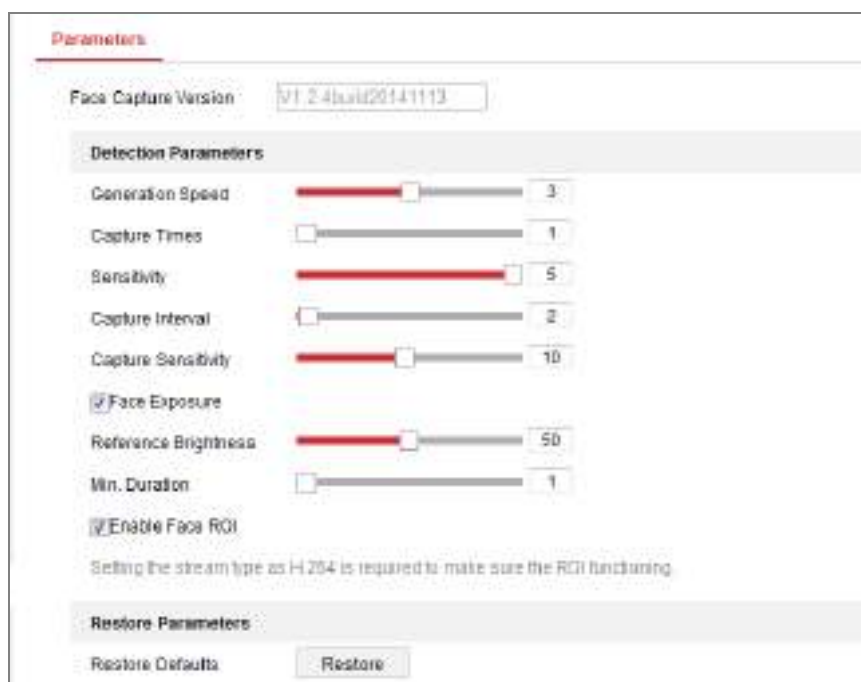 Parameters
Face Capture Version V1.2.4build20141113
Detection Parameters
Generation Speed 3
Capture Times 1
Sensitivity 5
Capture Interval 2
Capture Sensitivity 10
Face Exposure
Reference Brightness 50
Min. Duration 1
Enable Face ROI
Setting the stream type as H.264 is required to make sure the ROI functioning.
Restore Parameters
Restore Defaults Restore